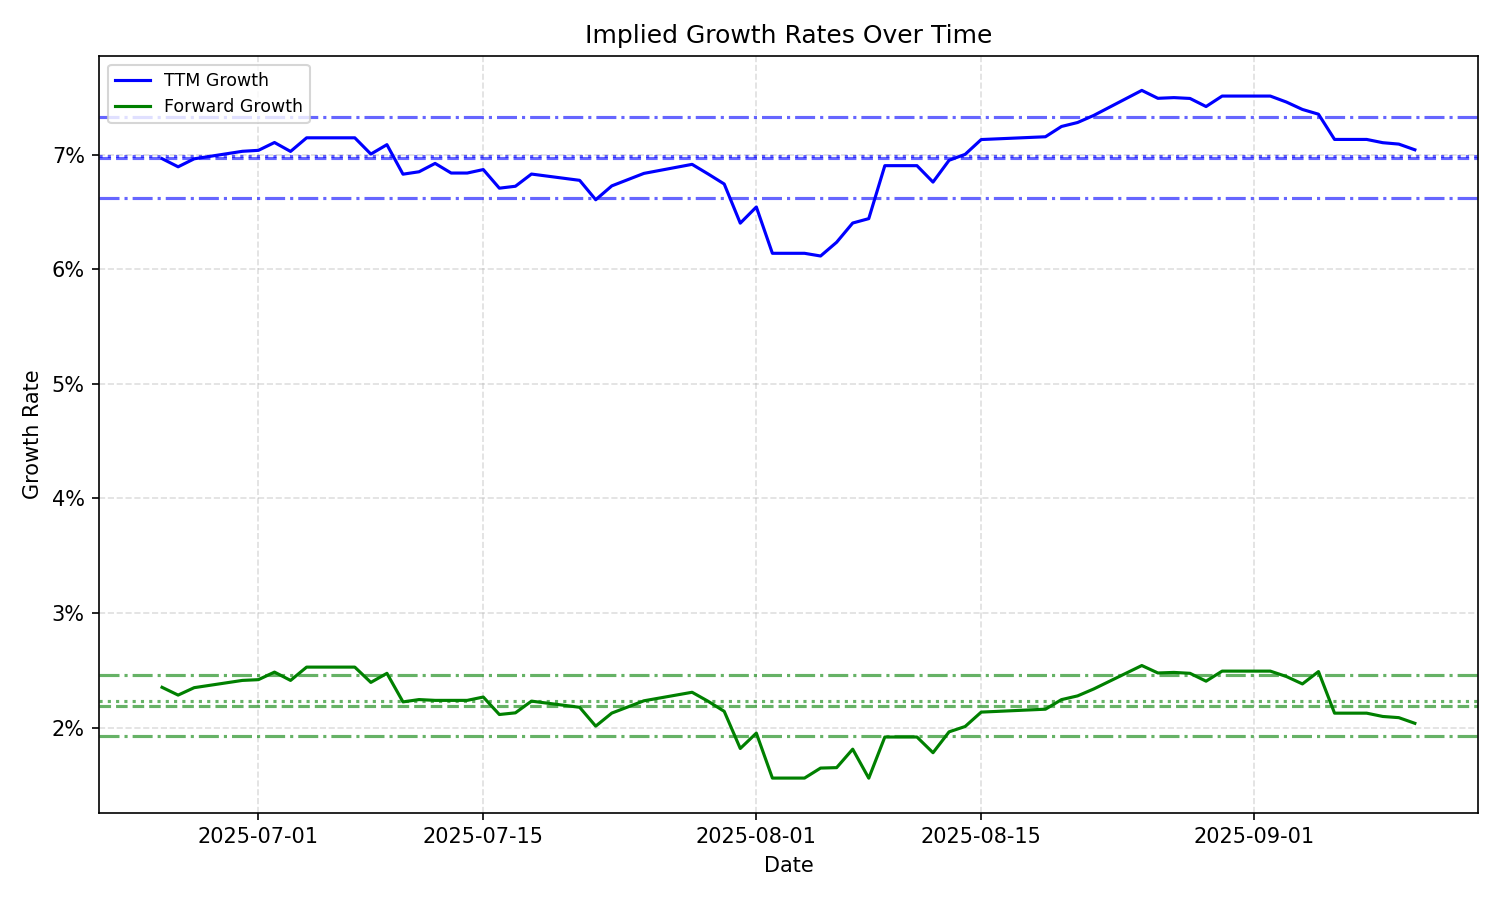 Implied Growth Rates Over Time
TTM Growth
Forward Growth
7%
6%
5%
4%
3%
2%
Growth Rate
2025-07-01
2025-07-15
2025-08-01
2025-08-15
2025-09-01
Date